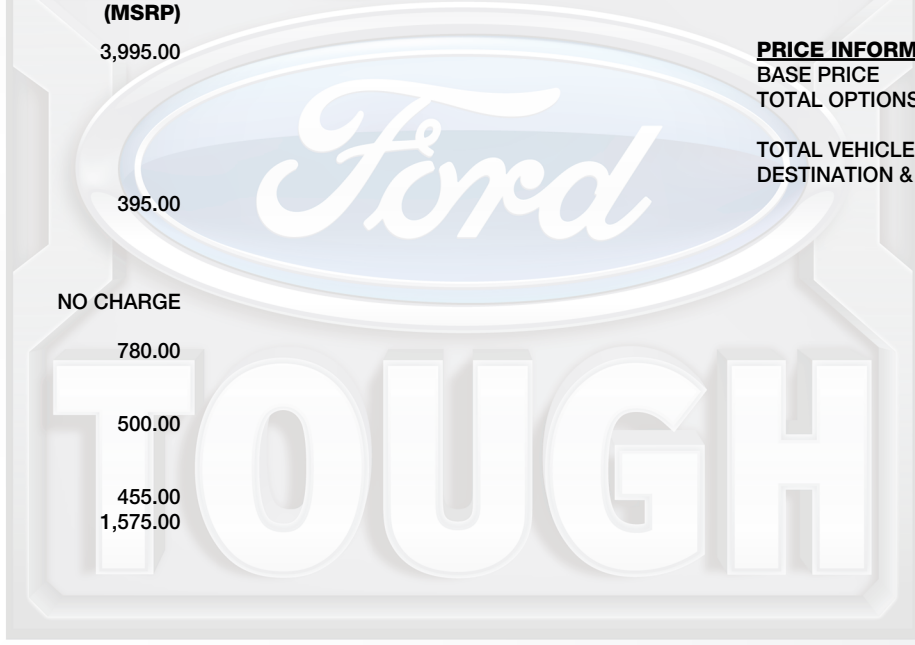 (MSRP)
3,995.00
395.00
NO CHARGE
780.00
500.00
455.00
1,575.00
PRICE INFORM
BASE PRICE
TOTAL OPTIONS
TOTAL VEHICLE
DESTINATION &
Ford
TOUGH